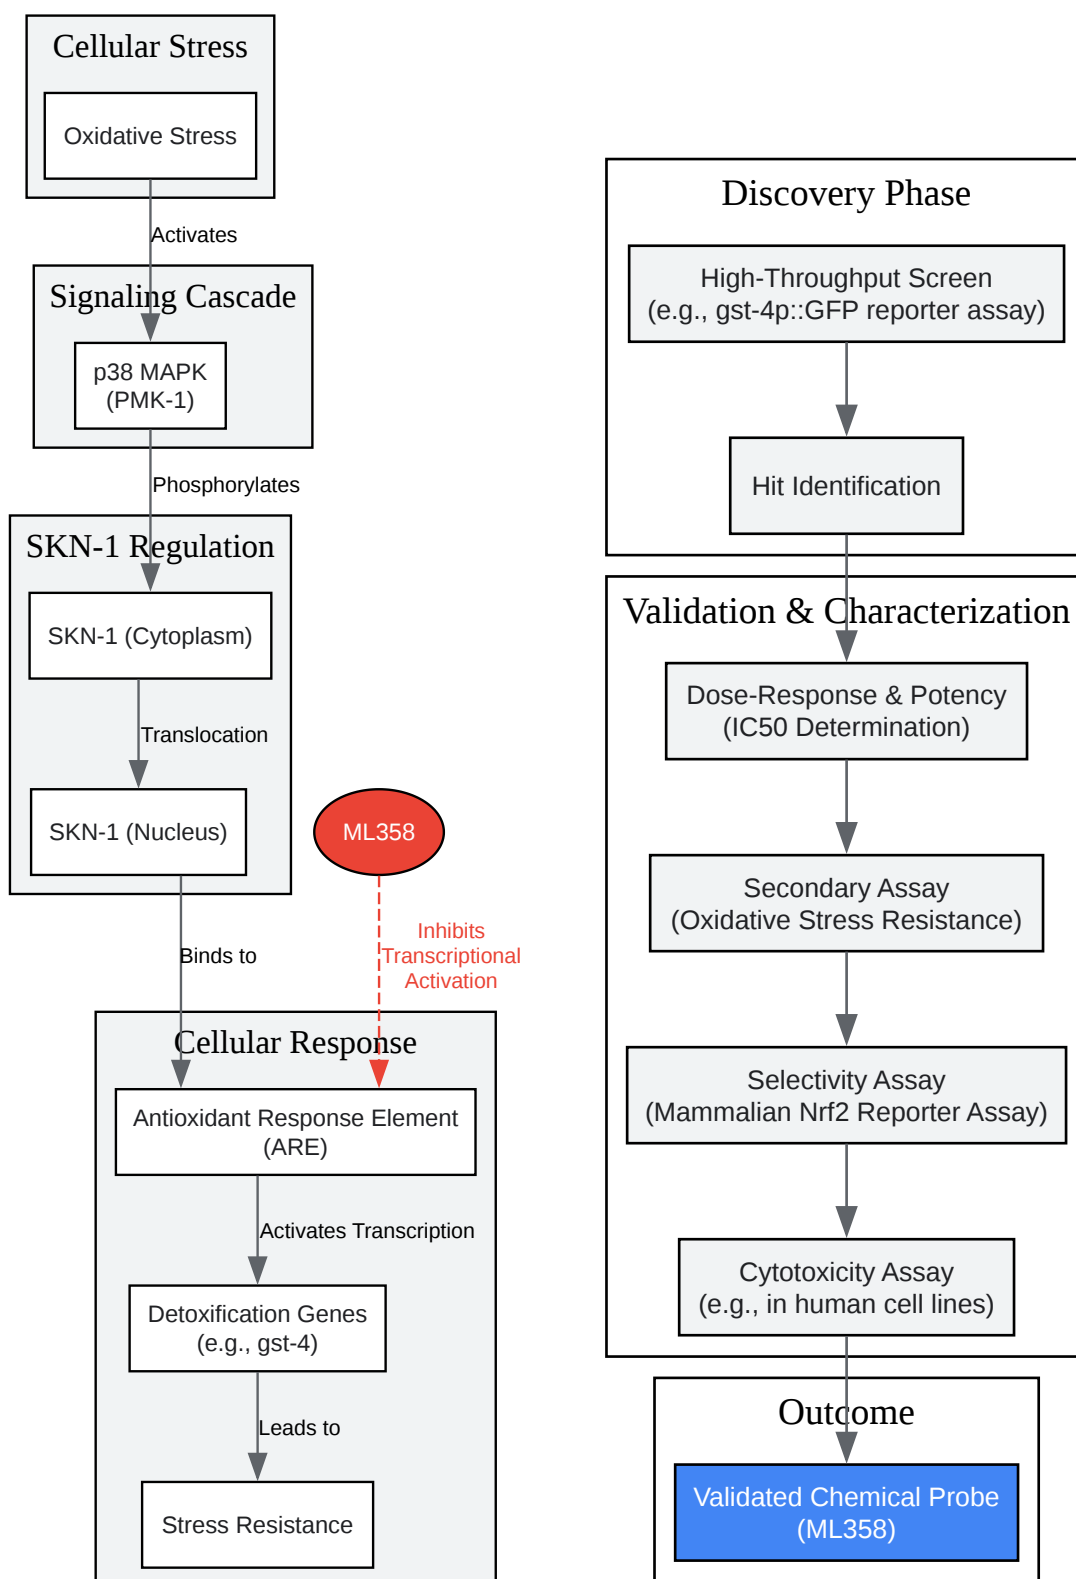 Cellular Stress
Oxidative Stress
Activates
Signaling Cascade
p38 MAPK
(PMK-1)
Phosphorylates
SKN-1 Regulation
SKN-1 (Cytoplasm)
Translocation
SKN-1 (Nucleus)
ML358
Binds to
Inhibits
Transcriptional
Activation
Cellular Response
Antioxidant Response Element
(ARE)
Activates Transcription
Detoxification Genes
(e.g., gst-4)
Leads to
Stress Resistance
Discovery Phase
High-Throughput Screen
(e.g., gst-4p::GFP reporter assay)
Hit Identification
Validation & Characterization
Dose-Response & Potency
(IC50 Determination)
Secondary Assay
(Oxidative Stress Resistance)
Selectivity Assay
(Mammalian Nrf2 Reporter Assay)
Cytotoxicity Assay
(e.g., in human cell lines)
Outcome
Validated Chemical Probe
(ML358)